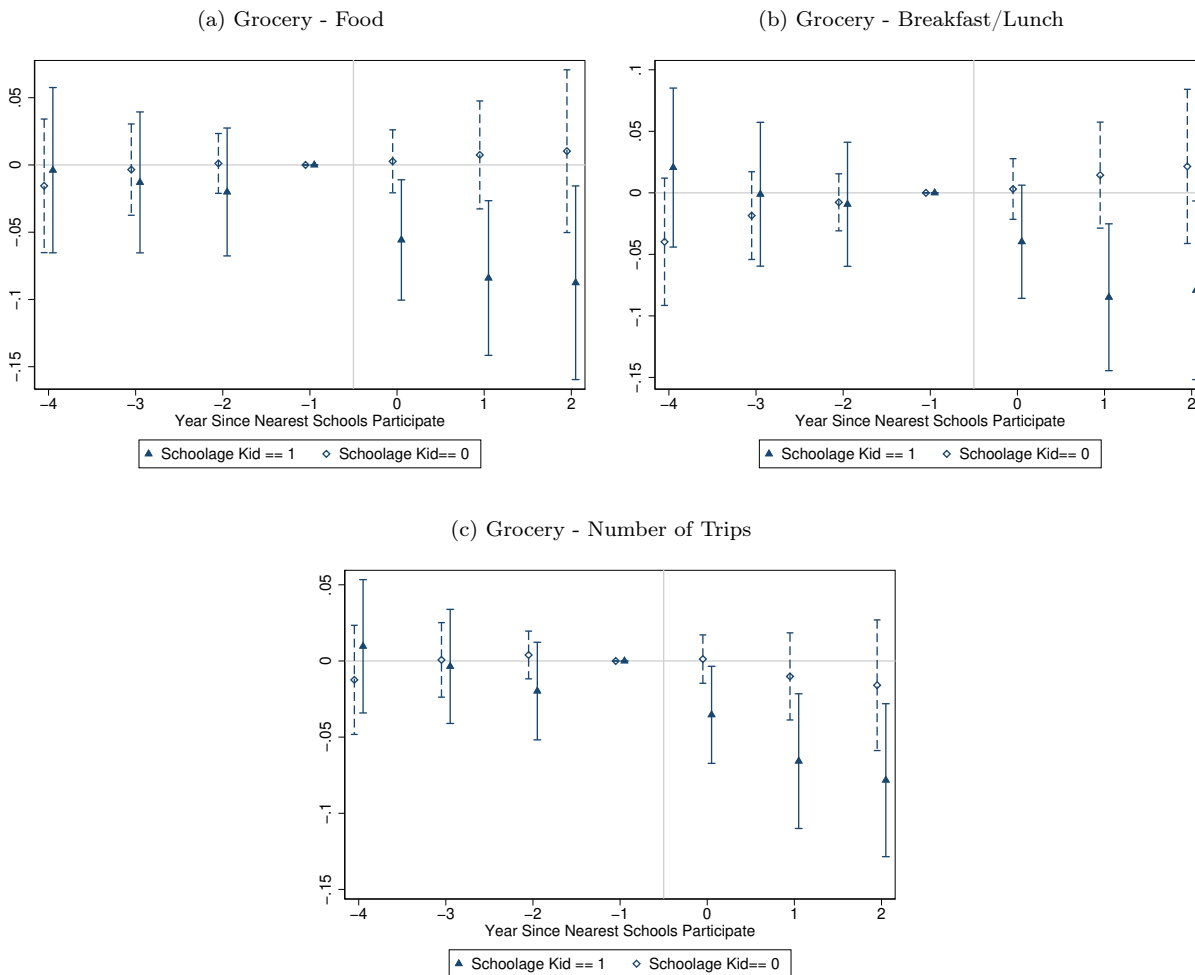 (a) Grocery - Food
.05
0
-.05
-.1
-.15
-4 -3 -2 -1 0 1 2
Year Since Nearest Schools Participate
Schoolage Kid == 1 Schoolage Kid== 0
(b) Grocery - Breakfast/Lunch
.1
.05
0
-.05
-.1
-.15
-4 -3 -2 -1 0 1 2
Year Since Nearest Schools Participate
Schoolage Kid == 1 Schoolage Kid== 0
(c) Grocery - Number of Trips
.05
0
-.05
-.1
-.15
-4 -3 -2 -1 0 1 2
Year Since Nearest Schools Participate
Schoolage Kid == 1 Schoolage Kid== 0